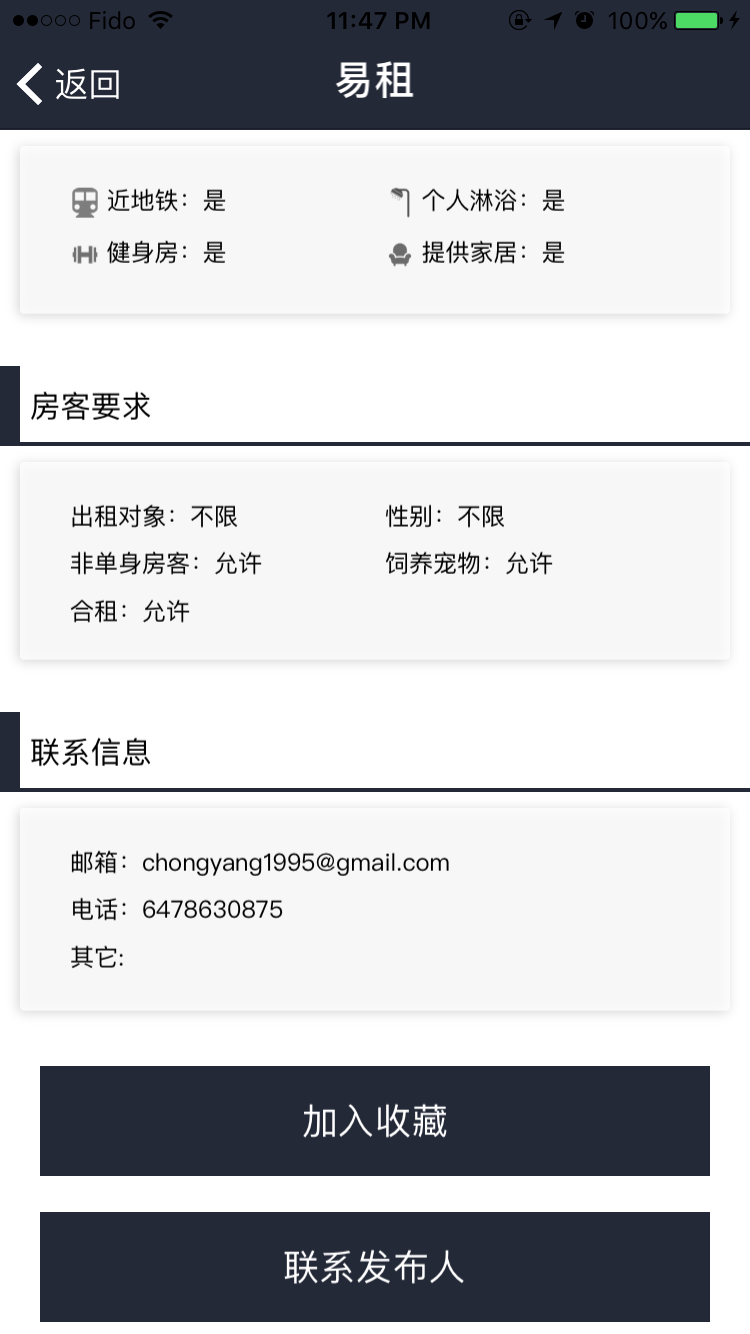 Fido 11:47 PM 100%
返回 易租
近地铁：是 个人淋浴：是
健身房：是 提供家居：是
房客要求
出租对象：不限 性别：不限
非单身房客：允许 饲养宠物：允许
合租：允许
联系信息
邮箱：chongyang1995@gmail.com
电话：6478630875
其它:
加入收藏
联系发布人